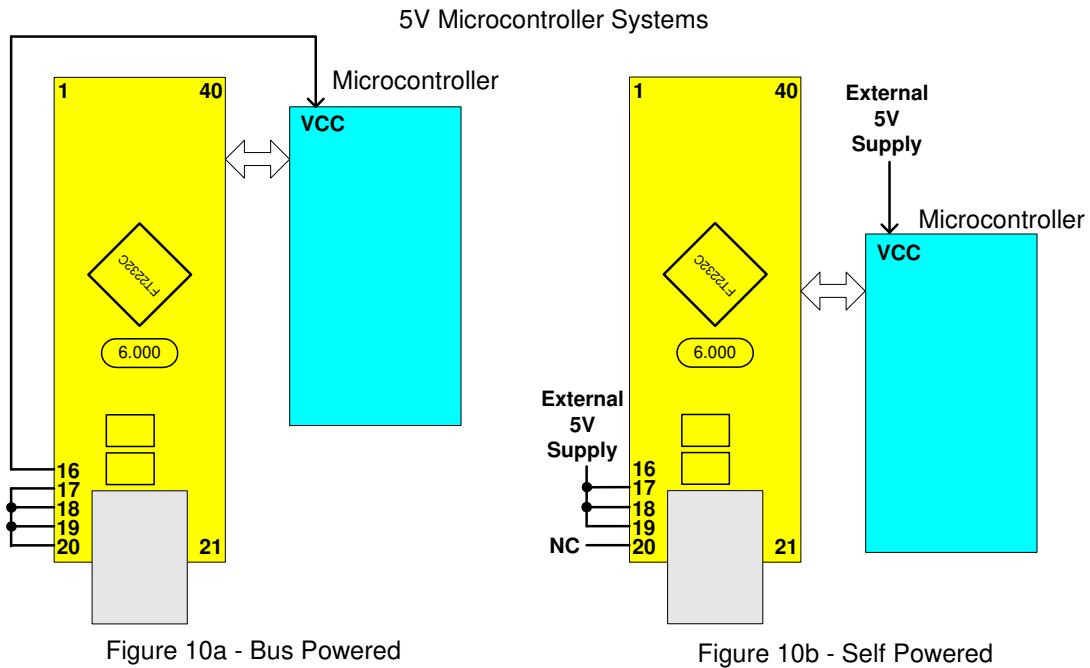 5V Microcontroller Systems
Microcontroller
1 40
VCC
FT2232C
6.000
16
17
18
19
20 21
Figure 10a - Bus Powered
1 40
External
5V
Supply
Microcontroller
VCC
FT2232C
6.000
External
5V
Supply
16
17
18
19
NC 20 21
Figure 10b - Self Powered